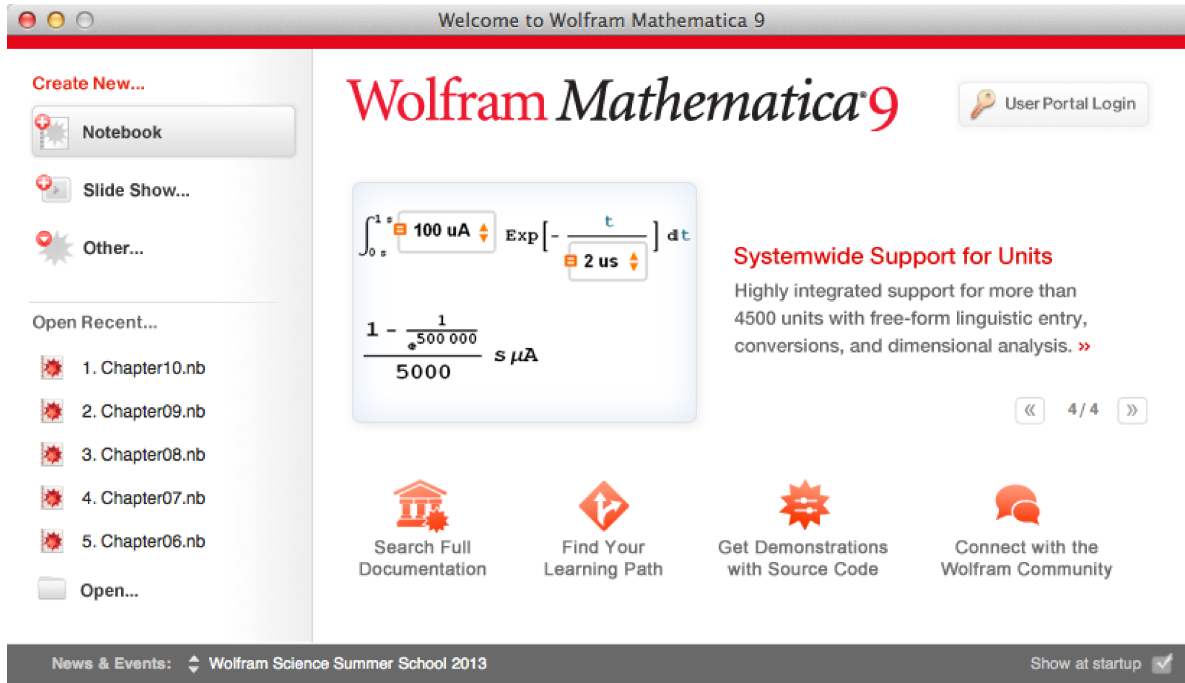 Welcome to Wolfram Mathematica 9
Create New...
Notebook
Slide Show...
Other...
Open Recent...
1. Chapter10.nb
2. Chapter09.nb
3. Chapter08.nb
4. Chapter07.nb
5. Chapter06.nb
Open...
Wolfram Mathematica® 9
User Portal Login
∫ 0 s 1 s 100 uA Exp[- t / 2 us ] dt
1 - 1 / e^500 000
5000 s μA
Systemwide Support for Units
Highly integrated support for more than
4500 units with free-form linguistic entry,
conversions, and dimensional analysis. »
« 4/4 »
Search Full
Documentation
Find Your
Learning Path
Get Demonstrations
with Source Code
Connect with the
Wolfram Community
News & Events: Wolfram Science Summer School 2013
Show at startup